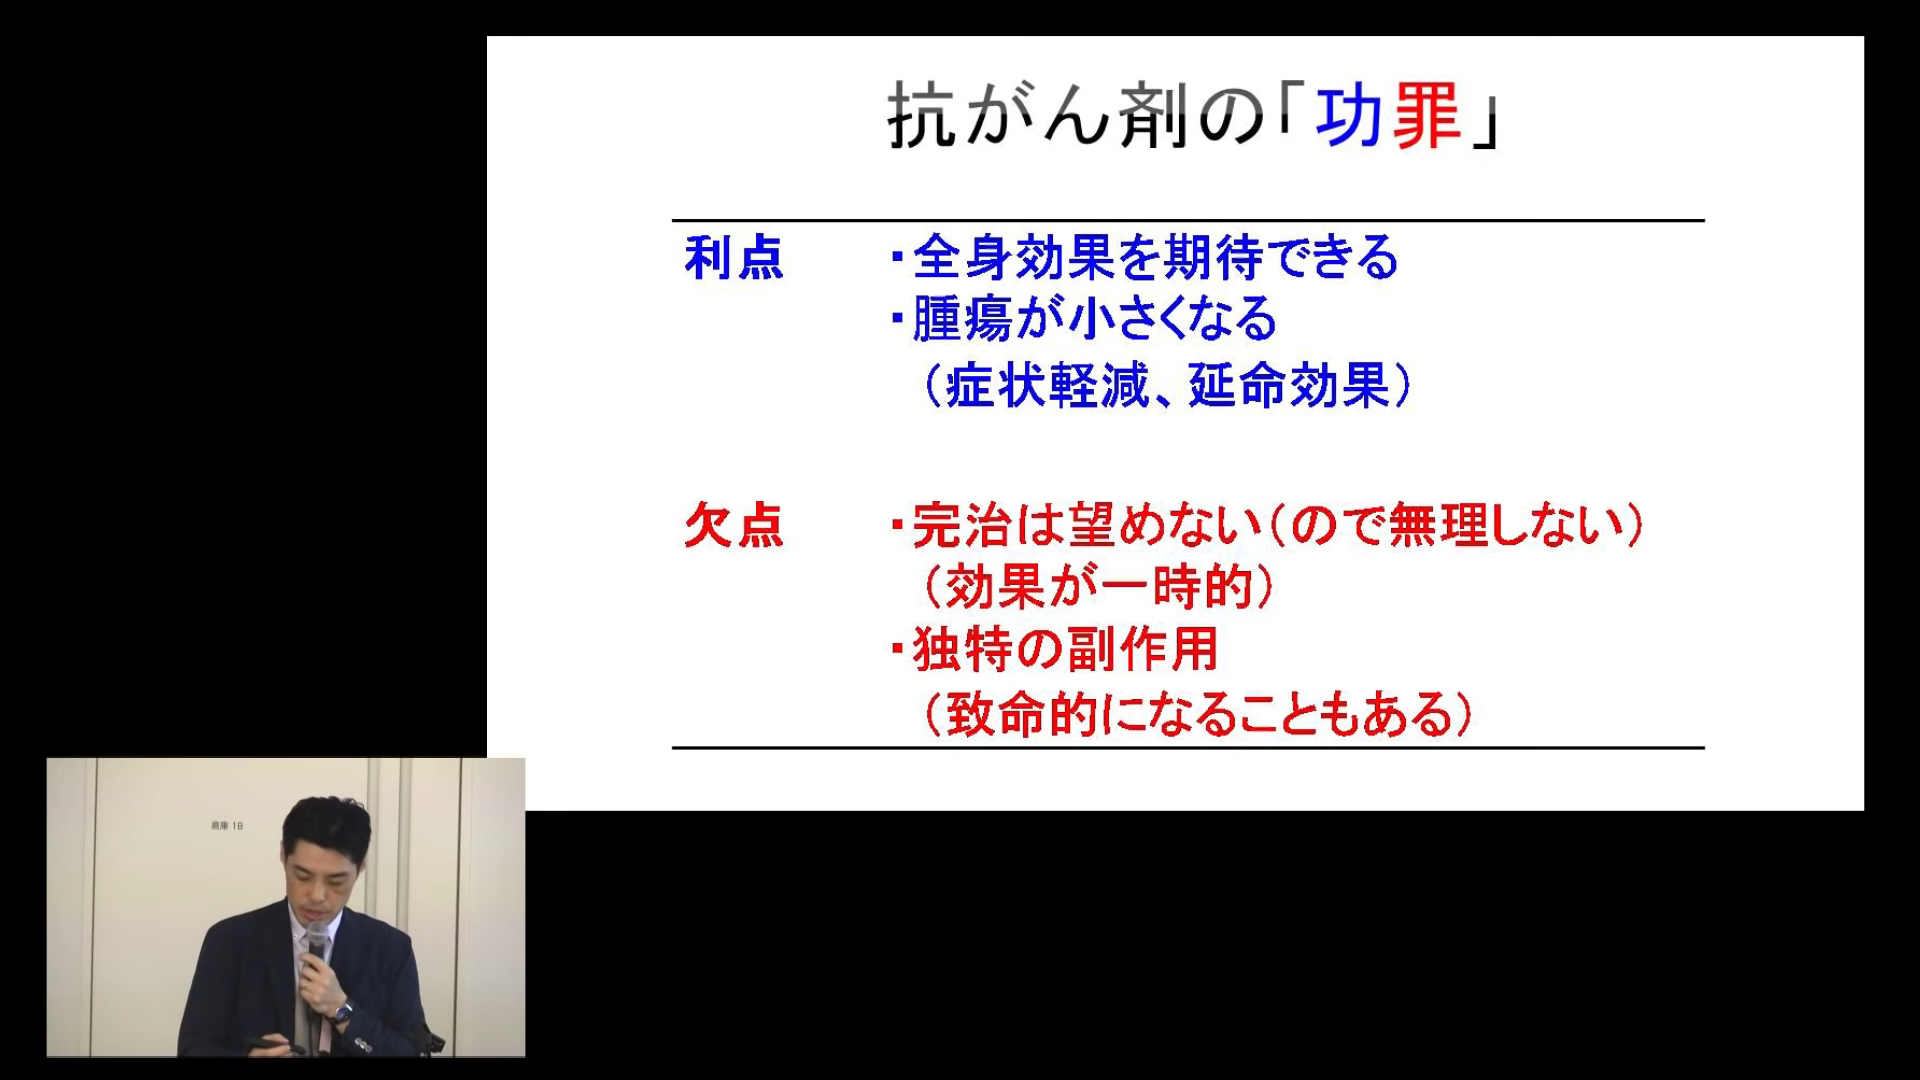 抗がん剤の「功罪」
利点 ・全身効果を期待できる
・腫瘍が小さくなる
（症状軽減、延命効果）
欠点 ・完治は望めない（ので無理しない）
（効果が一時的）
・独特の副作用
（致命的になることもある）
倉庫 1B